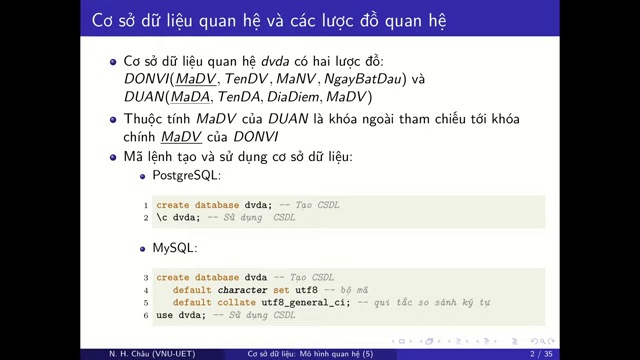 Cơ sở dữ liệu quan hệ và các lược đồ quan hệ
Cơ sở dữ liệu quan hệ dvda có hai lược đồ:
DONVI(MaDV, TenDV, MaNV, NgayBatDau) và
DUAN(MaDA, TenDA, DiaDiem, MaDV)
Thuộc tính MaDV của DUAN là khóa ngoài tham chiếu tới khóa
chính MaDV của DONVI
Mã lệnh tạo và sử dụng cơ sở dữ liệu:
PostgreSQL:
1 create database dvda; -- Tạo CSDL
2 \c dvda; -- Sử dụng CSDL
MySQL:
3 create database dvda -- Tạo CSDL
4 default character set utf8 -- bộ mã
5 default collate utf8_general_ci; -- qui tắc so sánh ký tự
6 use dvda; -- Sử dụng CSDL
N. H. Châu (VNU-UET) Cơ sở dữ liệu: Mô hình quan hệ (5) 2 / 35